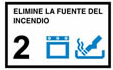 ELIMINE LA FUENTE DEL
INCENDIO
2